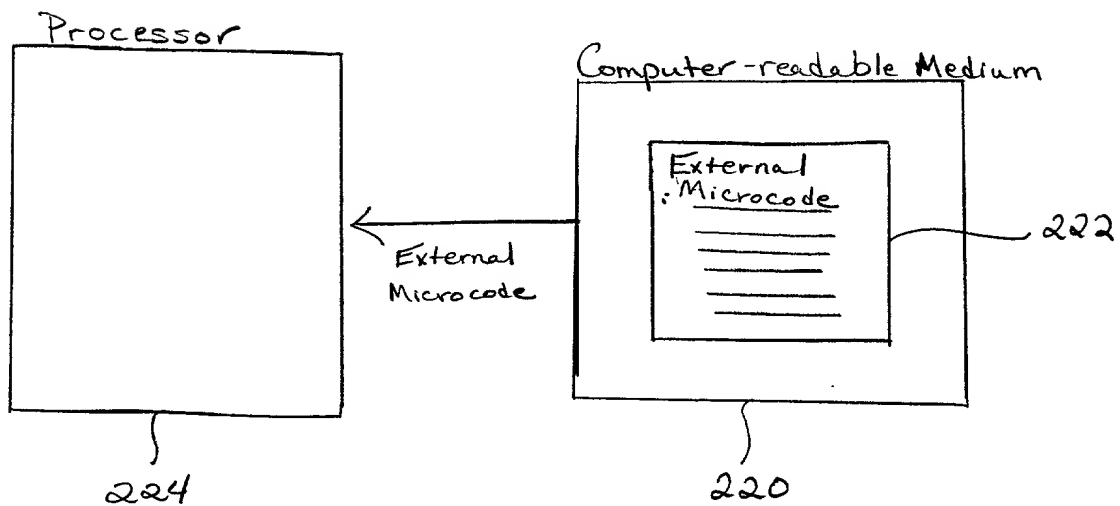 Processor
Computer-readable Medium
External
Microcode
222
External
Microcode
224
220